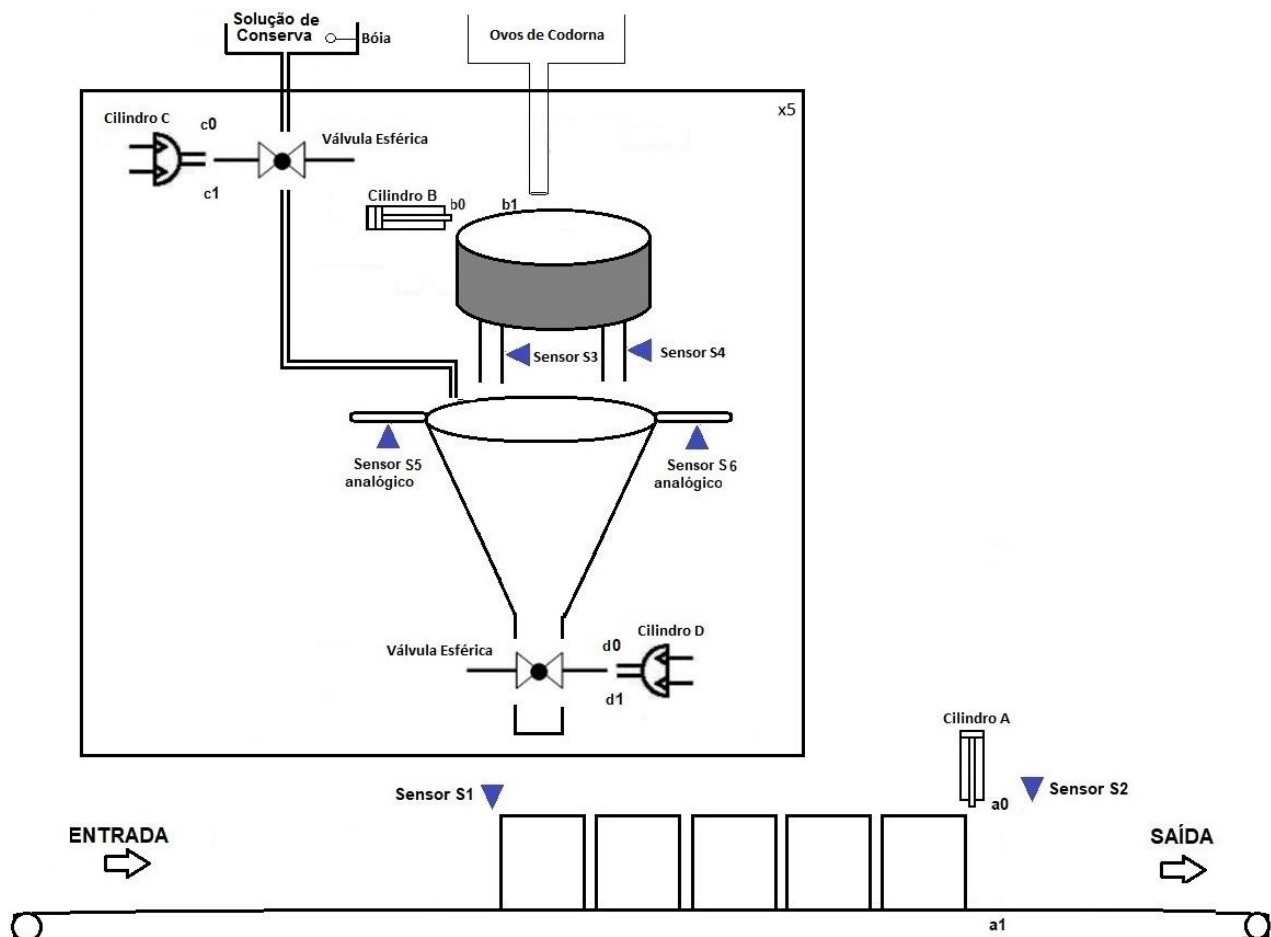 Solução de
Conserva
Bóia
Ovos de Codorna
x5
Cilindro C
c0
Válvula Esférica
c1
Cilindro B
b0
b1
Sensor S3
Sensor S4
Sensor S5
analógico
Sensor S6
analógico
Válvula Esférica
d0
Cilindro D
d1
Cilindro A
Sensor S1
a0
Sensor S2
ENTRADA
SAÍDA
a1